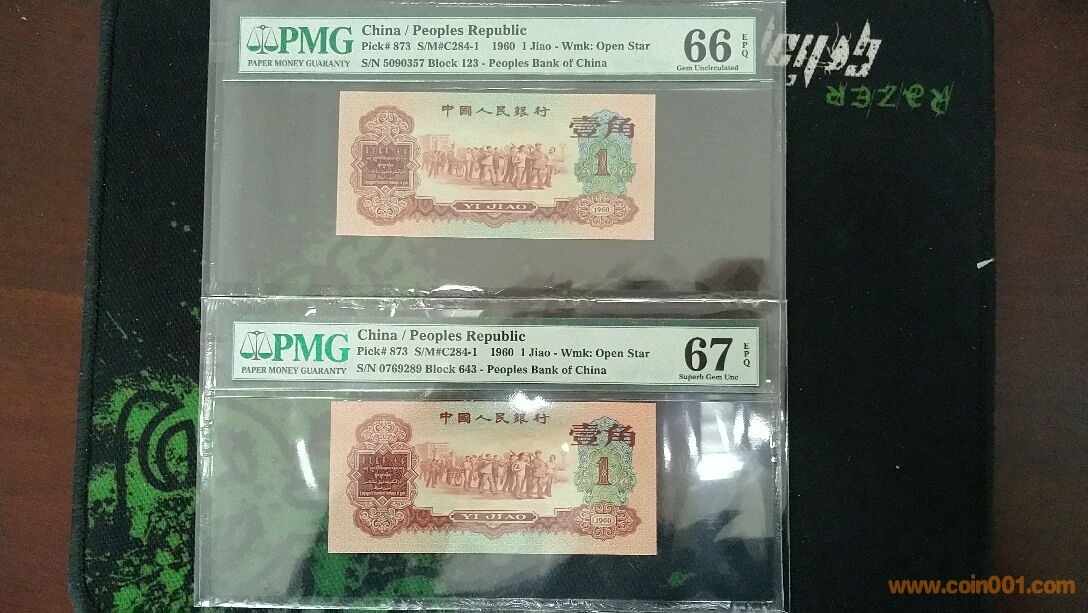 PMG
PAPER MONEY GUARANTY
China / Peoples Republic
Pick# 873 S/M#C284-1 1960 1 Jiao - Wmk: Open Star
S/N 5090357 Block 123 - Peoples Bank of China
66
EPQ
Gem Uncirculated
RAZER
中國人民銀行
壹角
1
YI JIAO
1960
PMG
PAPER MONEY GUARANTY
China / Peoples Republic
Pick# 873 S/M#C284-1 1960 1 Jiao - Wmk: Open Star
S/N 0769289 Block 643 - Peoples Bank of China
67
EPQ
Superb Gem Unc
中國人民銀行
壹角
1
YI JIAO
1960
www.coin001.com